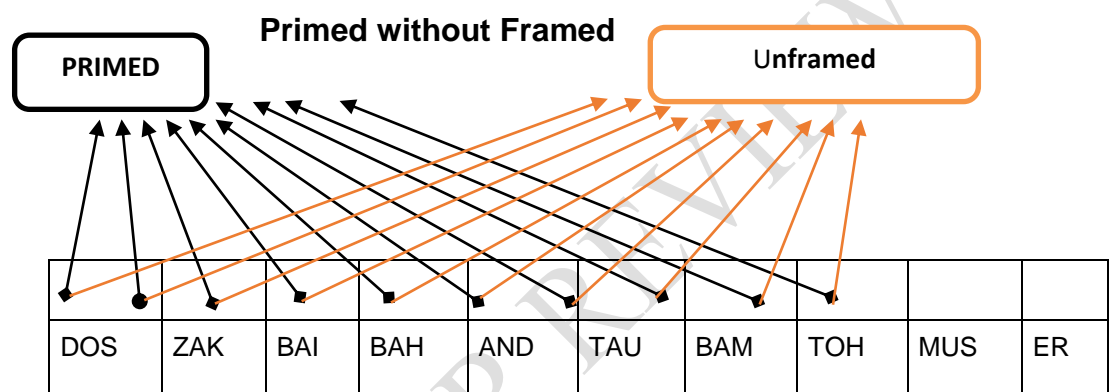 Primed without Framed
PRIMED
Unframed
DOS ZAK BAI BAH AND TAU BAM TOH MUS ER